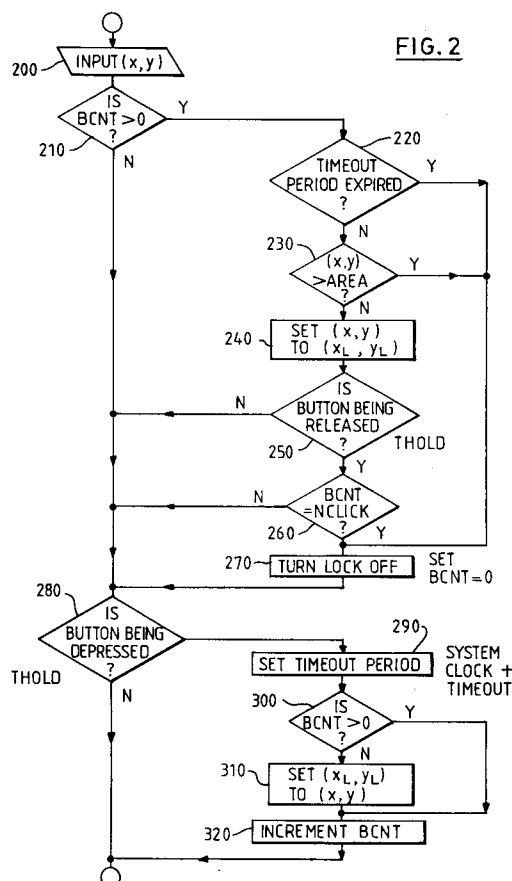 FIG. 2
200
INPUT(x,y)
IS
BCNT >0
?
210
Y
N
220
TIMEOUT
PERIOD EXPIRED
?
Y
N
230
(x,y)
>AREA
?
Y
N
240
SET (x,y)
TO (xL, yL)
IS
BUTTON BEING
RELEASED
?
250
N
THOLD
Y
BCNT
=NCLICK
?
260
N
Y
270
TURN LOCK OFF
SET
BCNT=0
280
IS
BUTTON BEING
DEPRESSED
?
THOLD
N
290
SET TIMEOUT PERIOD
SYSTEM
CLOCK +
TIMEOUT
300
IS
BCNT>0
?
Y
N
310
SET (xL,yL)
TO (x,y)
320
INCREMENT BCNT